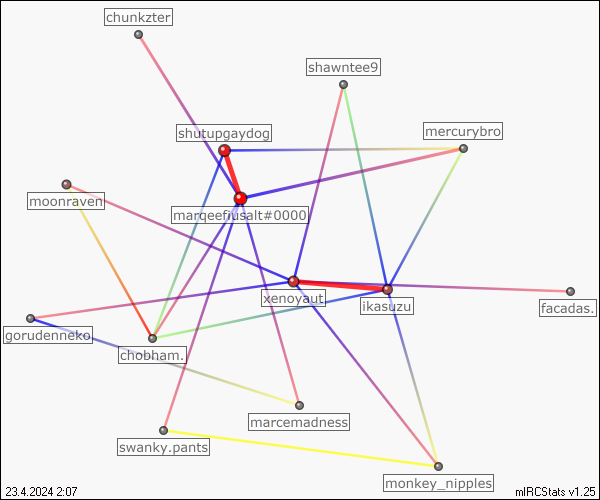 chunkzter
shawntee9
shutupgaydog
mercurybro
moonraven
marqeefiusalt#0000
xenoyaut
ikasuzu
facadas.
gorudenneko
chobham.
marcemadness
swanky.pants
monkey_nipples
23.4.2024 2:07
mIRCStats v1.25